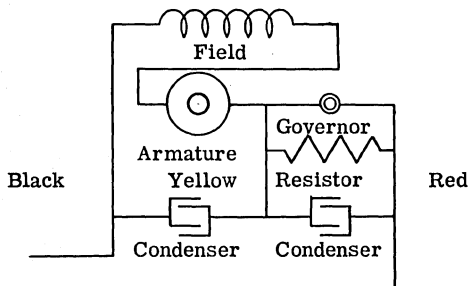 Field
Governor
Armature
Black Yellow Resistor Red
Condenser Condenser